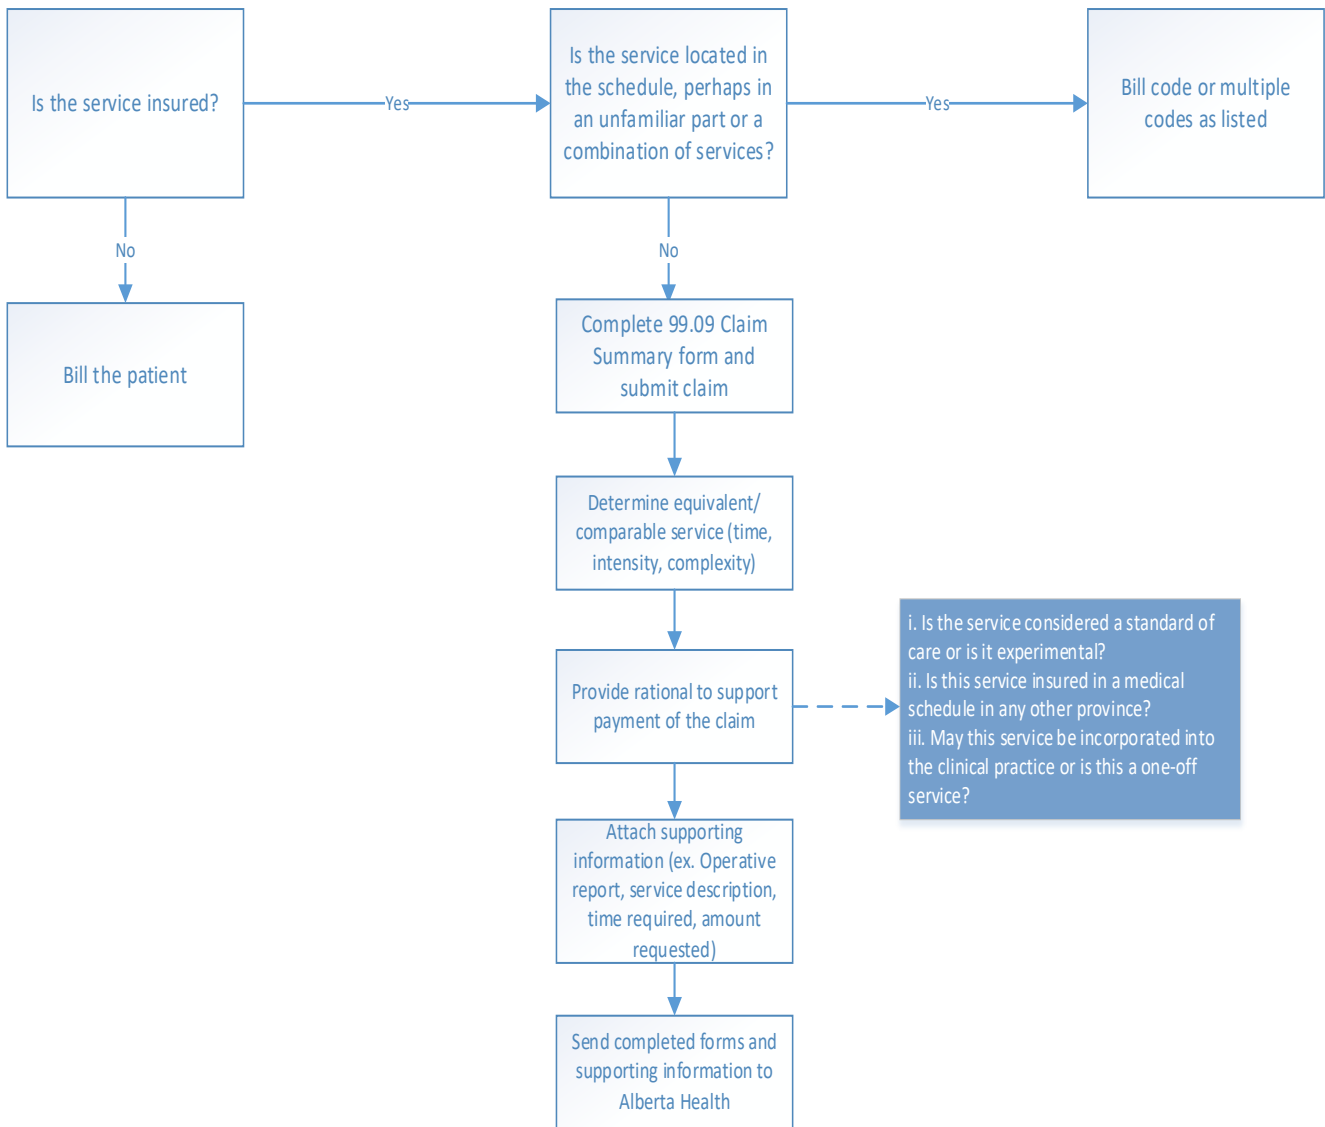 Is the service insured?
Yes
Is the service located in
the schedule, perhaps in
an unfamiliar part or a
combination of services?
Yes
Bill code or multiple
codes as listed
No
Bill the patient
No
Complete 99.09 Claim
Summary form and
submit claim
Determine equivalent/
comparable service (time,
intensity, complexity)
Provide rational to support
payment of the claim
i. Is the service considered a standard of
care or is it experimental?
ii. Is this service insured in a medical
schedule in any other province?
iii. May this service be incorporated into
the clinical practice or is this a one-off
service?
Attach supporting
information (ex. Operative
report, service description,
time required, amount
requested)
Send completed forms and
supporting information to
Alberta Health